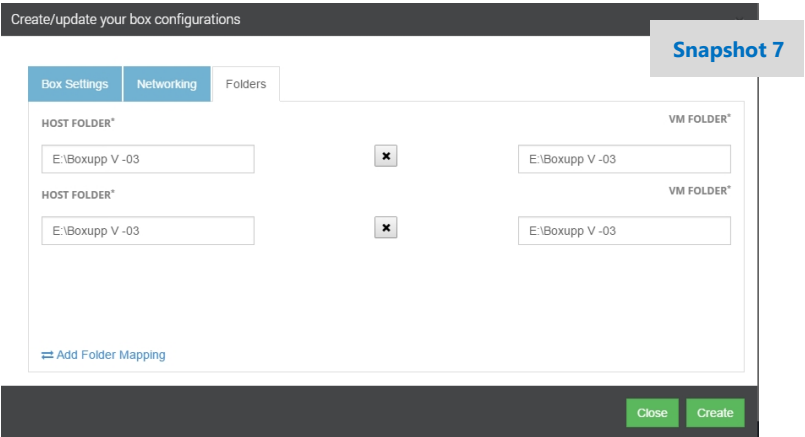 Create/update your box configurations
Snapshot 7
Box Settings Networking Folders
HOST FOLDER* VM FOLDER*
E:\Boxupp V -03 E:\Boxupp V -03
HOST FOLDER* VM FOLDER*
E:\Boxupp V -03 E:\Boxupp V -03
Add Folder Mapping
Close Create